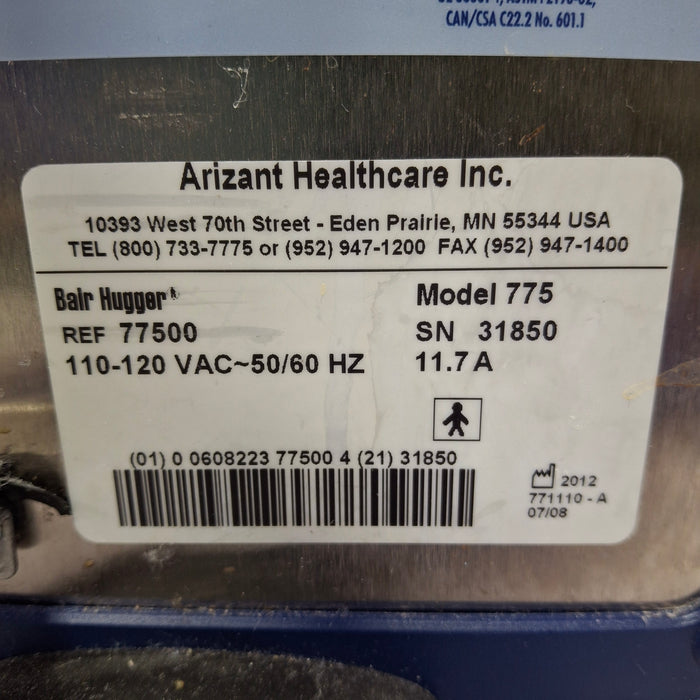 CAN/CSA C22.2 No. 601.1
Arizant Healthcare Inc.
10393 West 70th Street - Eden Prairie, MN 55344 USA
TEL (800) 733-7775 or (952) 947-1200 FAX (952) 947-1400
Bair Hugger
Model 775
REF 77500
SN 31850
110-120 VAC~50/60 HZ
11.7 A
(01) 0 0608223 77500 4 (21) 31850
2012
771110 - A
07/08